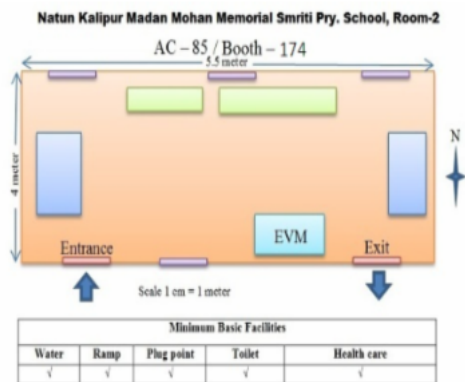 Natun Kalipur Madan Mohan Memorial Smriti Pry. School, Room-2
AC – 85 / Booth – 174
5.5 meter
4 meter
N
EVM
Entrance
Exit
Scale 1 cm = 1 meter
Minimum Basic Facilities
Water Ramp Plug point Toilet Health care
√ √ √ √ √